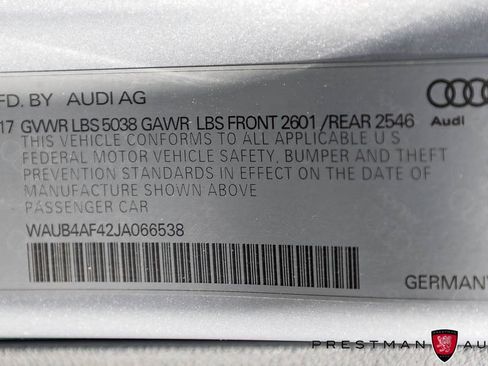 FD. BY AUDI AG
17 GVWR LBS 5038 GAWR LBS FRONT 2601 /REAR 2546
Audi
THIS VEHICLE CONFORMS TO ALL APPLICABLE U S
FEDERAL MOTOR VEHICLE SAFETY, BUMPER AND THEFT
PREVENTION STANDARDS IN EFFECT ON THE DATE OF
MANUFACTURE SHOWN ABOVE
PASSENGER CAR
WAUB4AF42JA066538
GERMANY
PRESTMAN AU